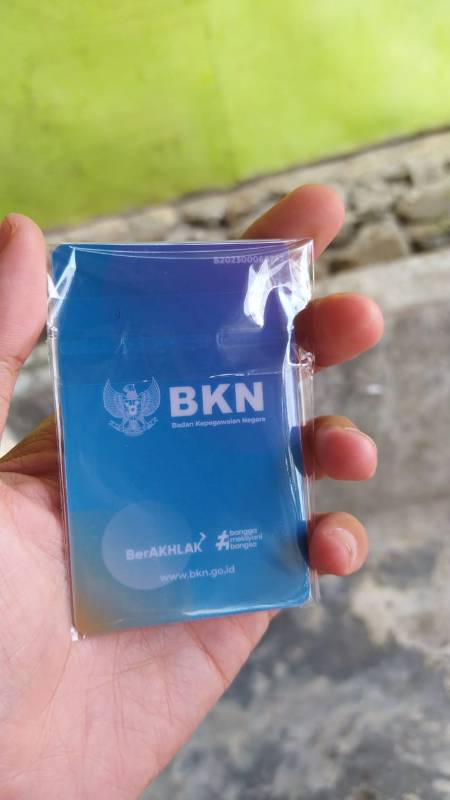 BKN
Badan Kepegawaian Negara
BerAKHLAK
# bangga
melayani
bangsa
www.bkn.go.id